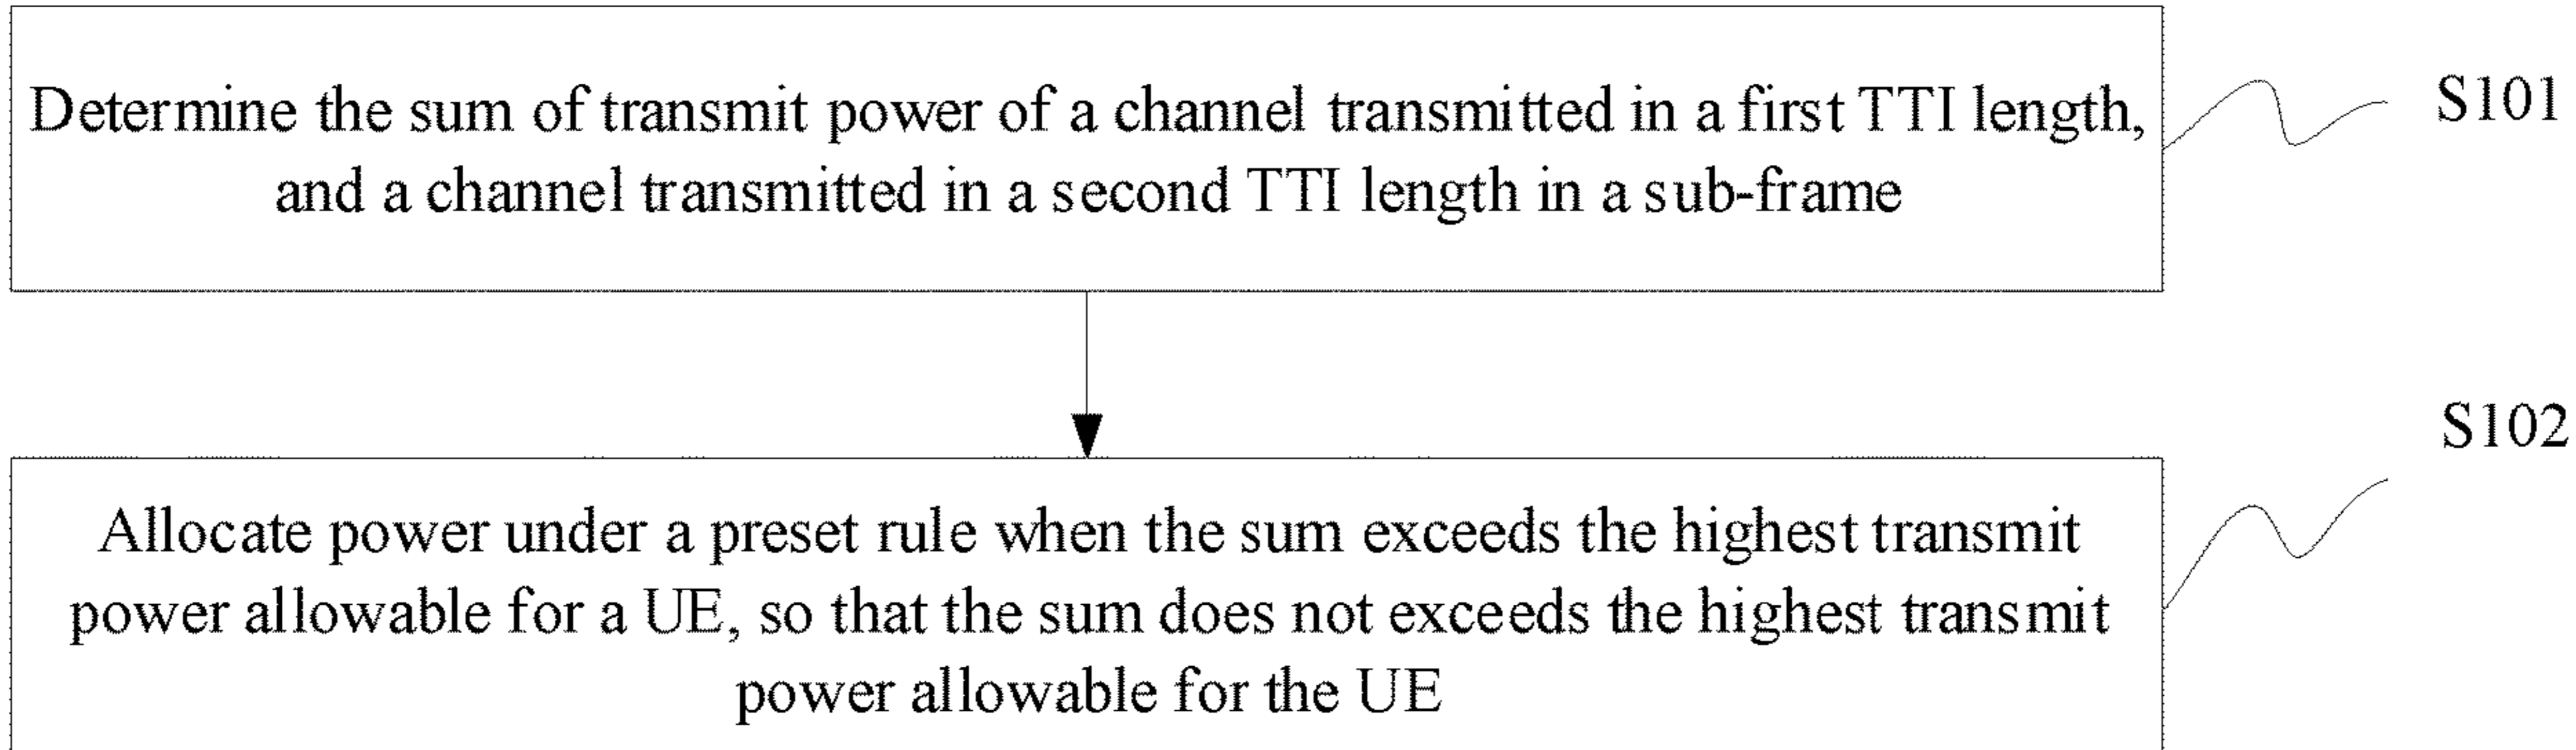 Determine the sum of transmit power of a channel transmitted in a first TTI length,
and a channel transmitted in a second TTI length in a sub-frame
S101
S102
Allocate power under a preset rule when the sum exceeds the highest transmit
power allowable for a UE, so that the sum does not exceeds the highest transmit
power allowable for the UE